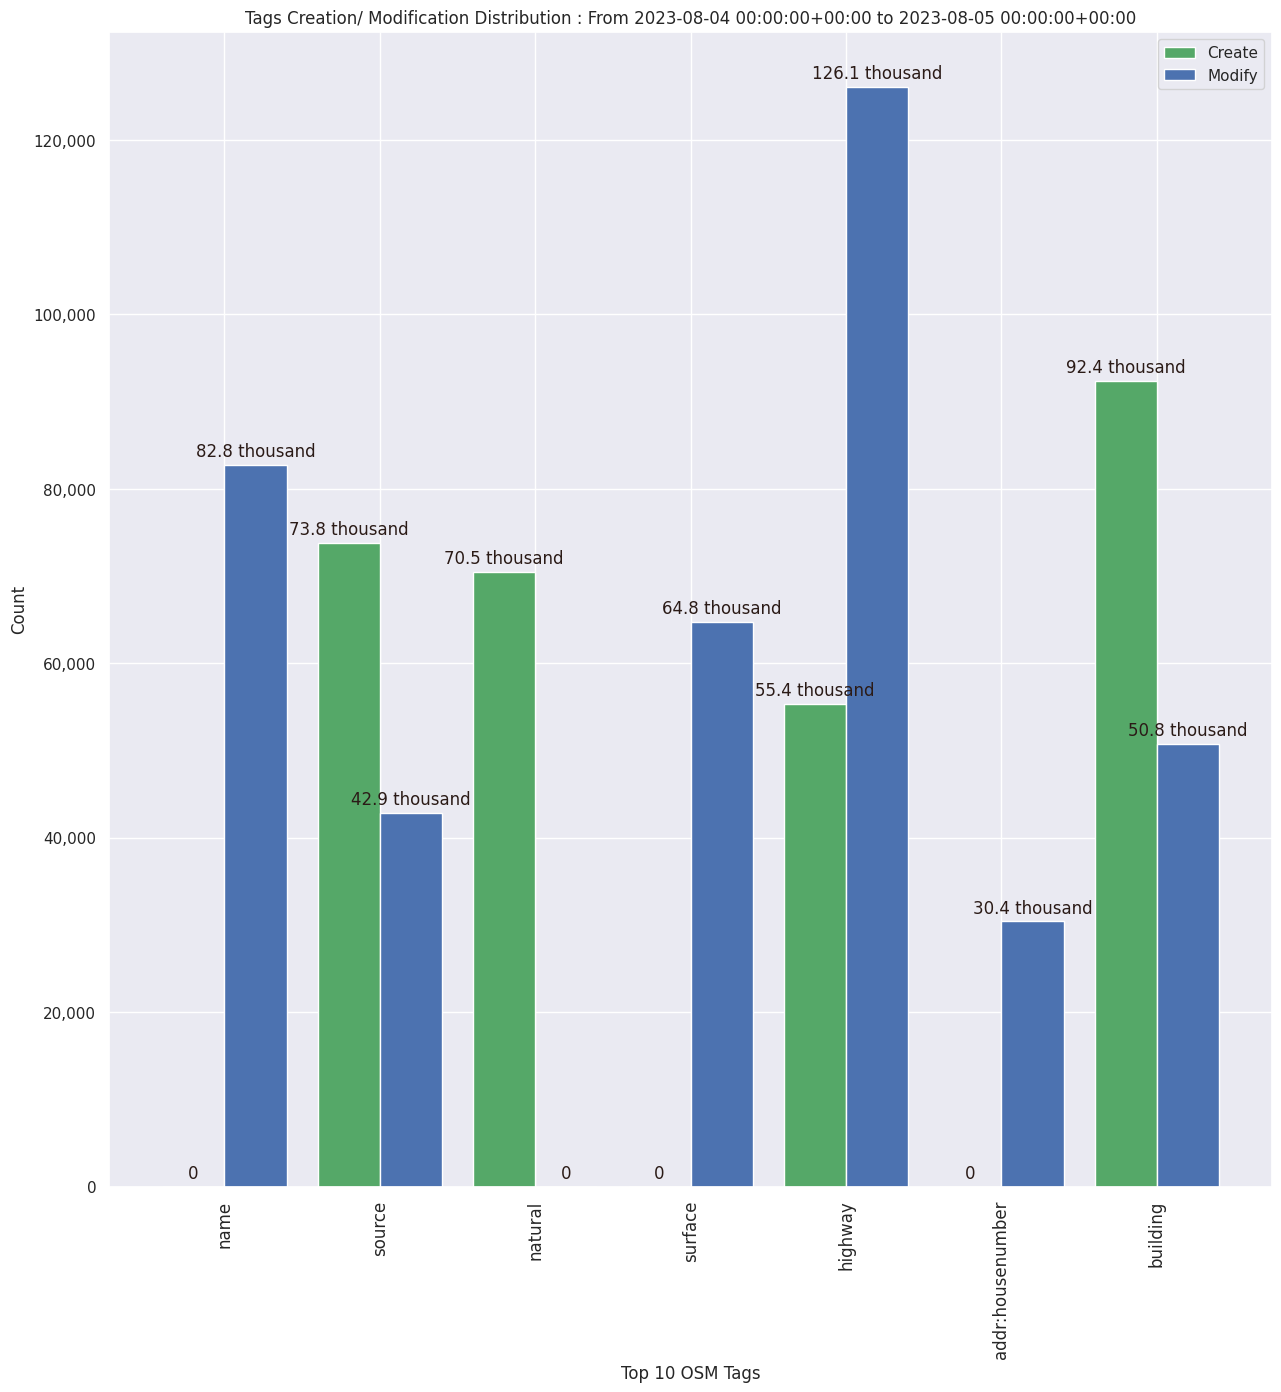 Tags Creation/ Modification Distribution : From 2023-08-04 00:00:00+00:00 to 2023-08-05 00:00:00+00:00
Create
Modify
126.1 thousand
120,000
100,000
92.4 thousand
82.8 thousand
80,000
73.8 thousand
70.5 thousand
64.8 thousand
60,000
55.4 thousand
50.8 thousand
42.9 thousand
40,000
30.4 thousand
20,000
0
0
0
0
0
Count
name
source
natural
surface
highway
addr:housenumber
building
Top 10 OSM Tags